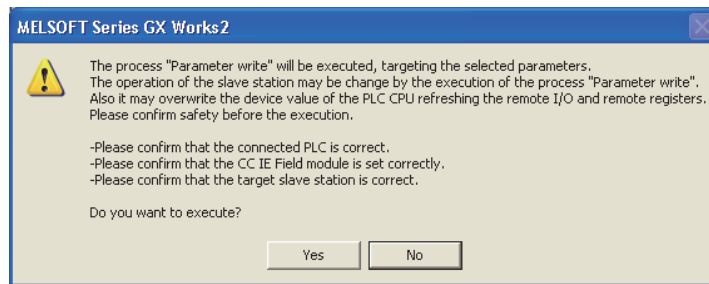 MELSOFT Series GX Works2
The process "Parameter write" will be executed, targeting the selected parameters.
The operation of the slave station may be change by the execution of the process "Parameter write".
Also it may overwrite the device value of the PLC CPU refreshing the remote I/O and remote registers.
Please confirm safety before the execution.
-Please confirm that the connected PLC is correct.
-Please confirm that the CC IE Field module is set correctly.
-Please confirm that the target slave station is correct.
Do you want to execute?
Yes
No